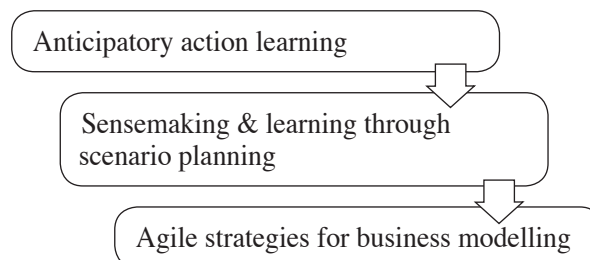 Anticipatory action learning
Sensemaking & learning through
scenario planning
Agile strategies for business modelling